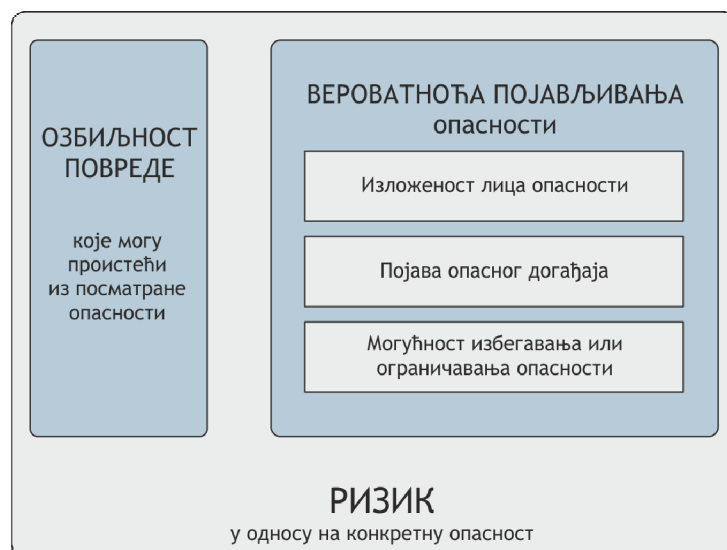 ОЗБИЉНОСТ
ПОВРЕДЕ
које могу
проистећи
из посматране
опасности
ВЕРОВАТНОЋА ПОЈАВЉИВАЊА
опасности
Изложеност лица опасности
Појава опасног догађаја
Могућност избегавања или
ограничавања опасности
РИЗИК
у односу на конкретну опасност